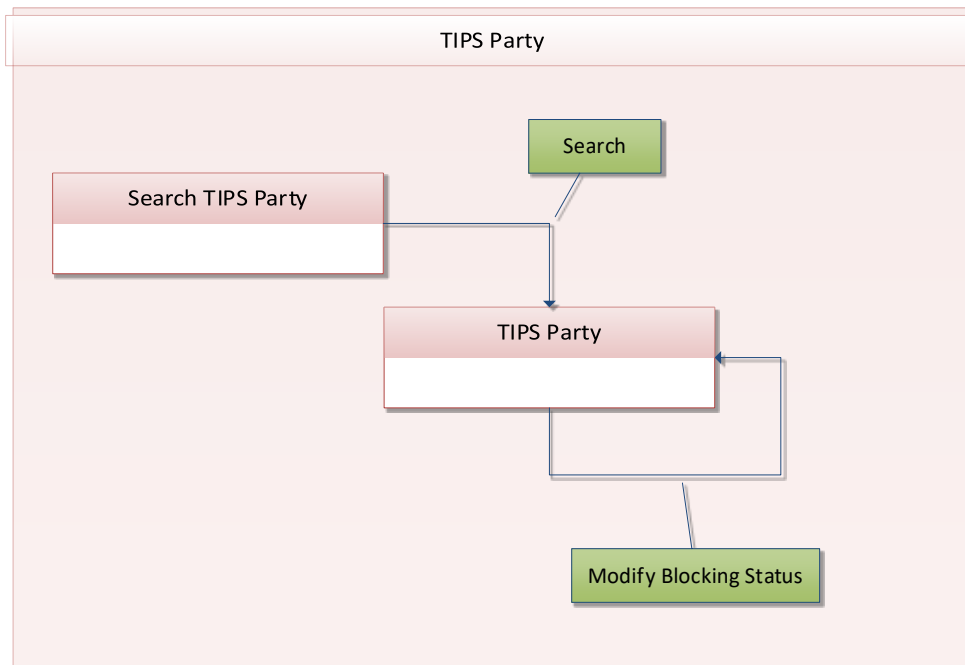 TIPS Party
Search
Search TIPS Party
TIPS Party
Modify Blocking Status